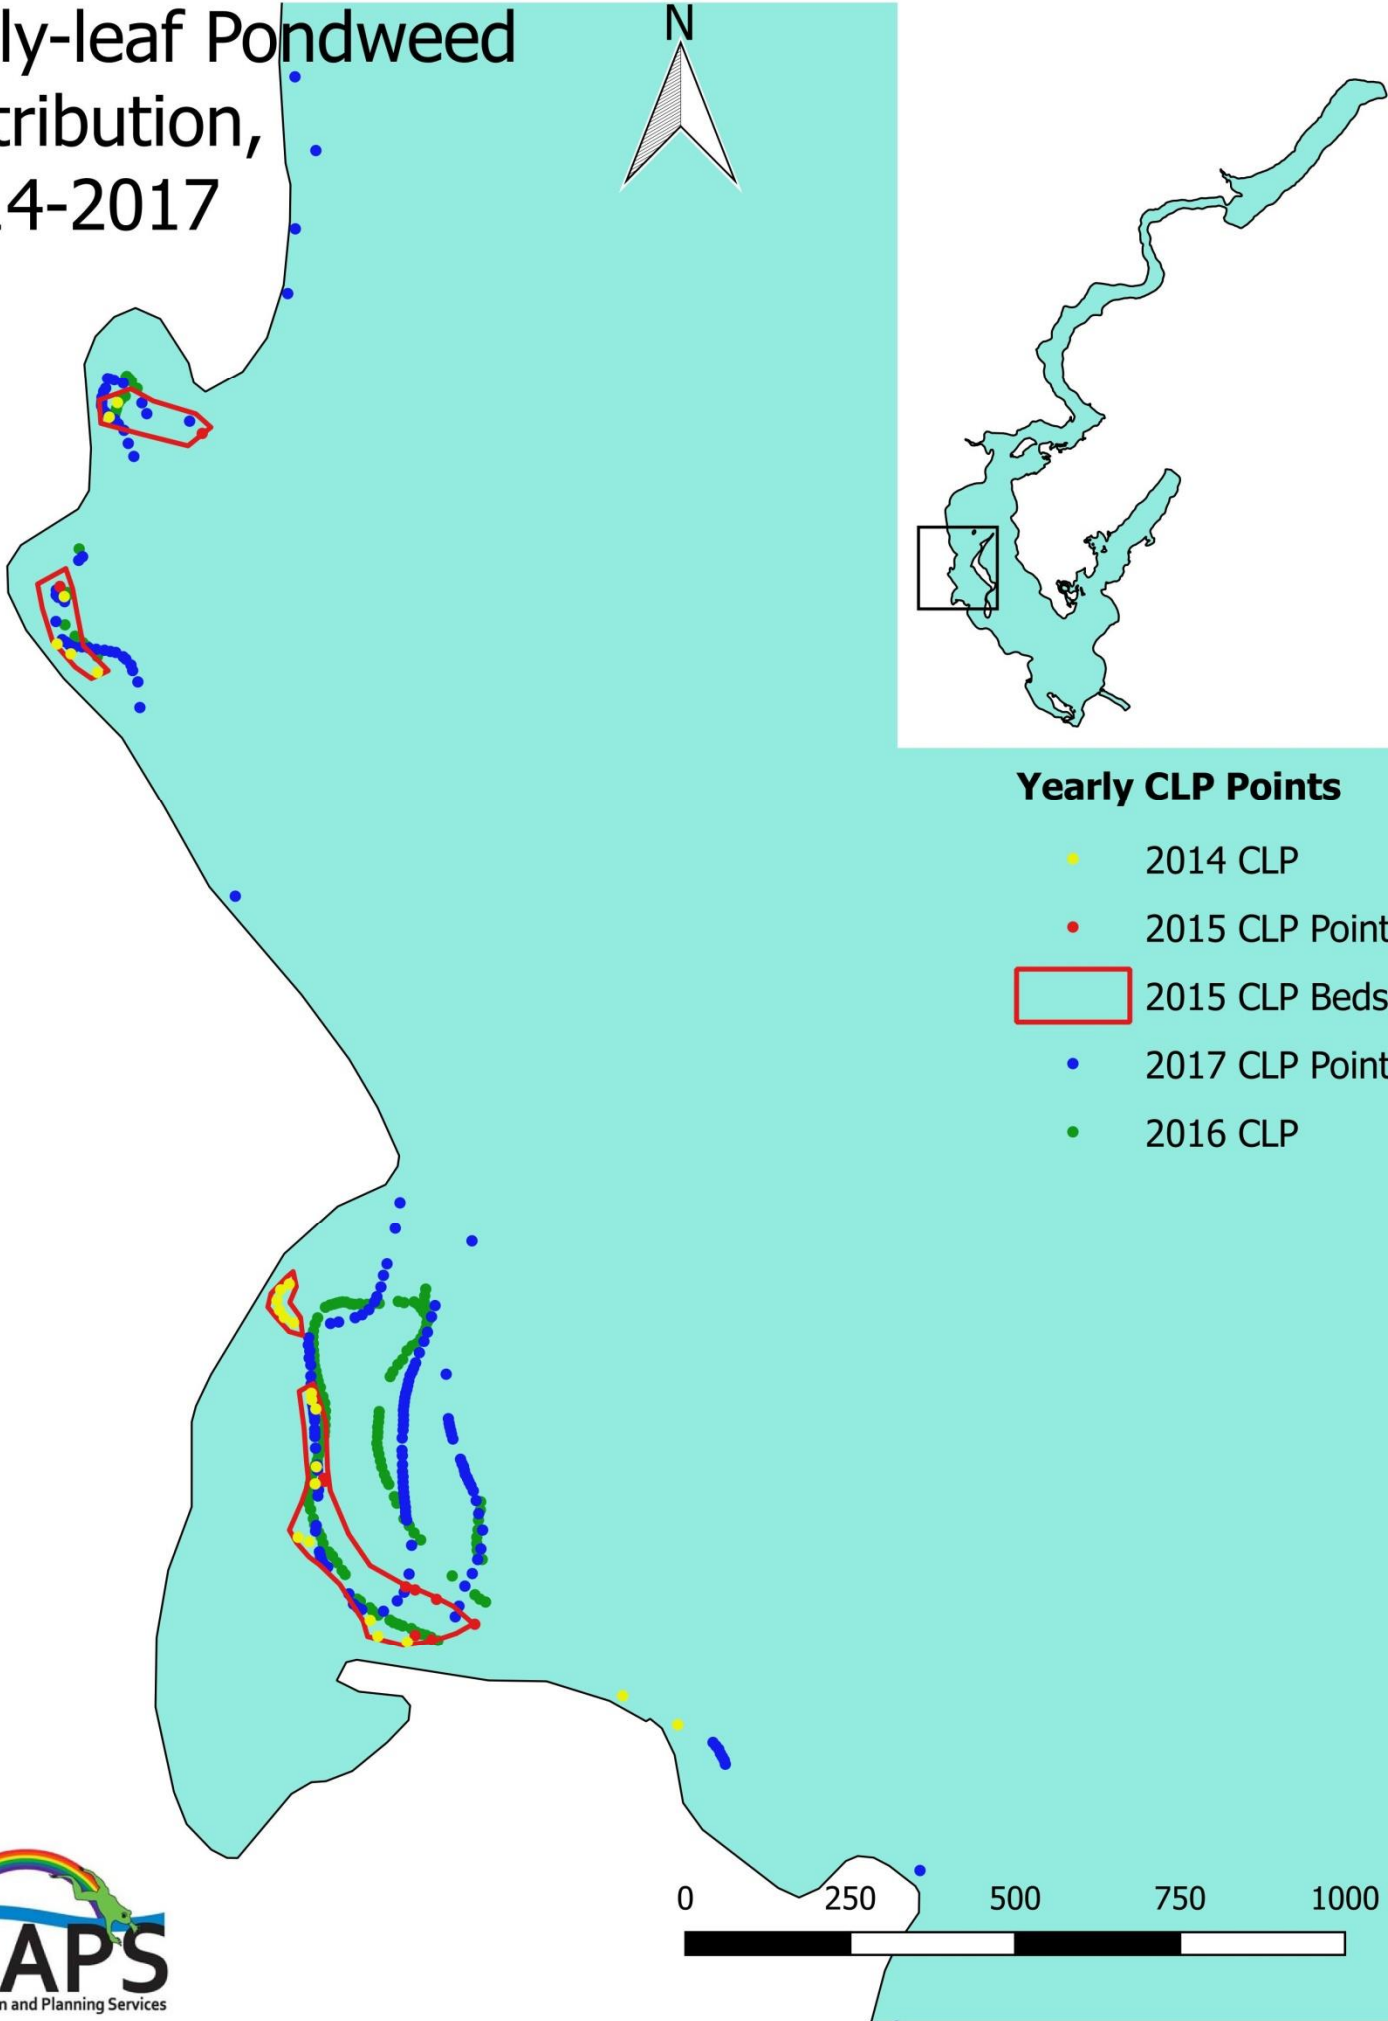 ly-leaf Pondweed
tribution,
4-2017
N
Yearly CLP Points
2014 CLP
2015 CLP Point
2015 CLP Beds
2017 CLP Point
2016 CLP
0 250 500 750 1000
APS
n and Planning Services